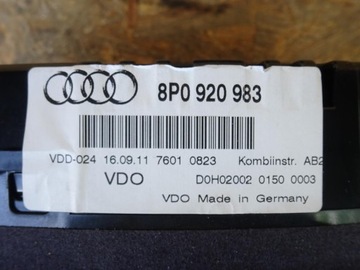 8P0 920 983
VDD-024 16.09.11 7601 0823 Kombiinstr. AB2
VDO D0H02002 0150 0003
VDO Made in Germany